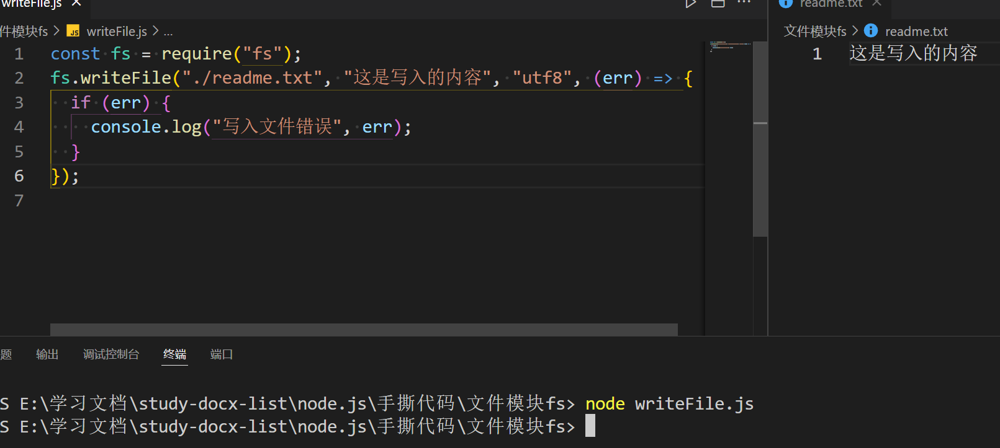 writeFile.js ×
readme.txt ×
件模块fs > JS writeFile.js > ...
文件模块fs > readme.txt
1 const fs = require("fs");
2 fs.writeFile("./readme.txt", "这是写入的内容", "utf8", (err) => {
3 if (err) {
4 console.log("写入文件错误", err);
5 }
6 });
7
1 这是写入的内容
题 输出 调试控制台 终端 端口
S E:\学习文档\study-docx-list\node.js\手撕代码\文件模块fs> node writeFile.js
S E:\学习文档\study-docx-list\node.js\手撕代码\文件模块fs>